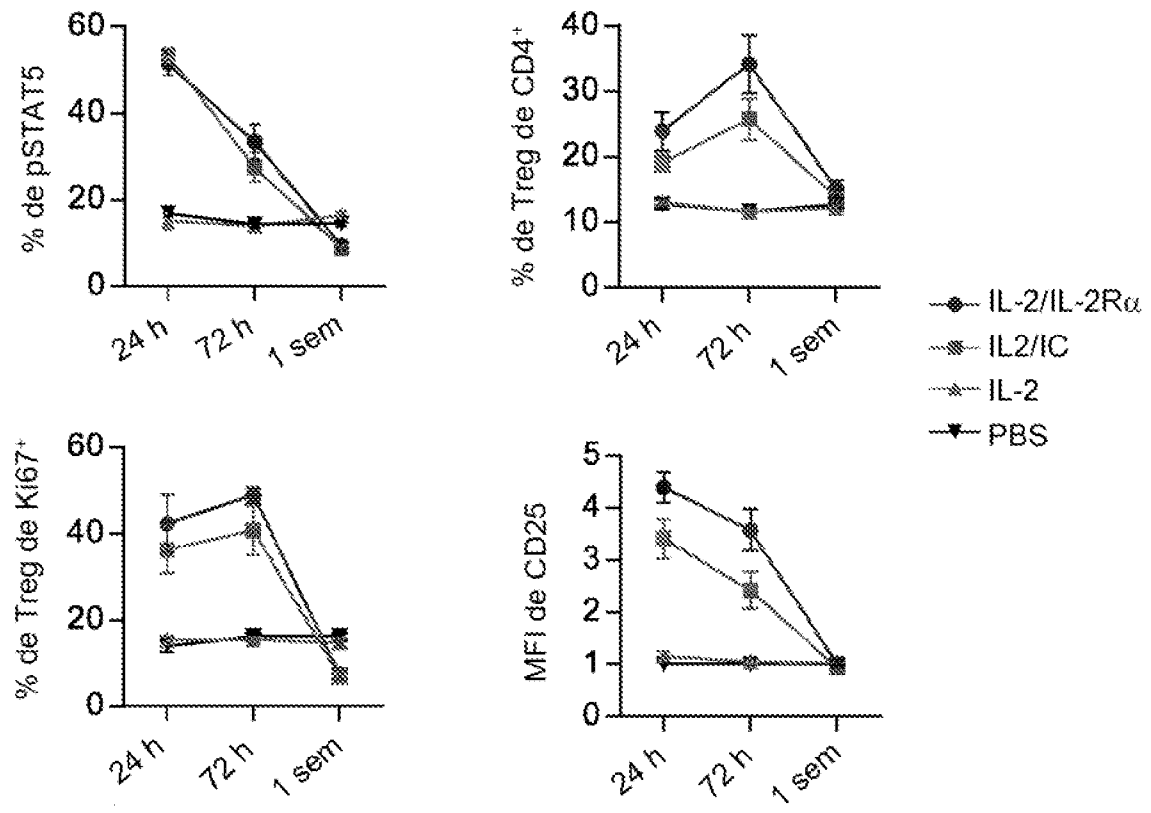 % de pSTAT5
60
40
20
0
24 h
72 h
1 sem
% de Treg de CD4+
40
30
20
10
0
24 h
72 h
1 sem
IL-2/IL-2Rα
IL2/IC
IL-2
PBS
% de Treg de Ki67+
60
40
20
0
24 h
72 h
1 sem
MFI de CD25
5
4
3
2
1
0
24 h
72 h
1 sem